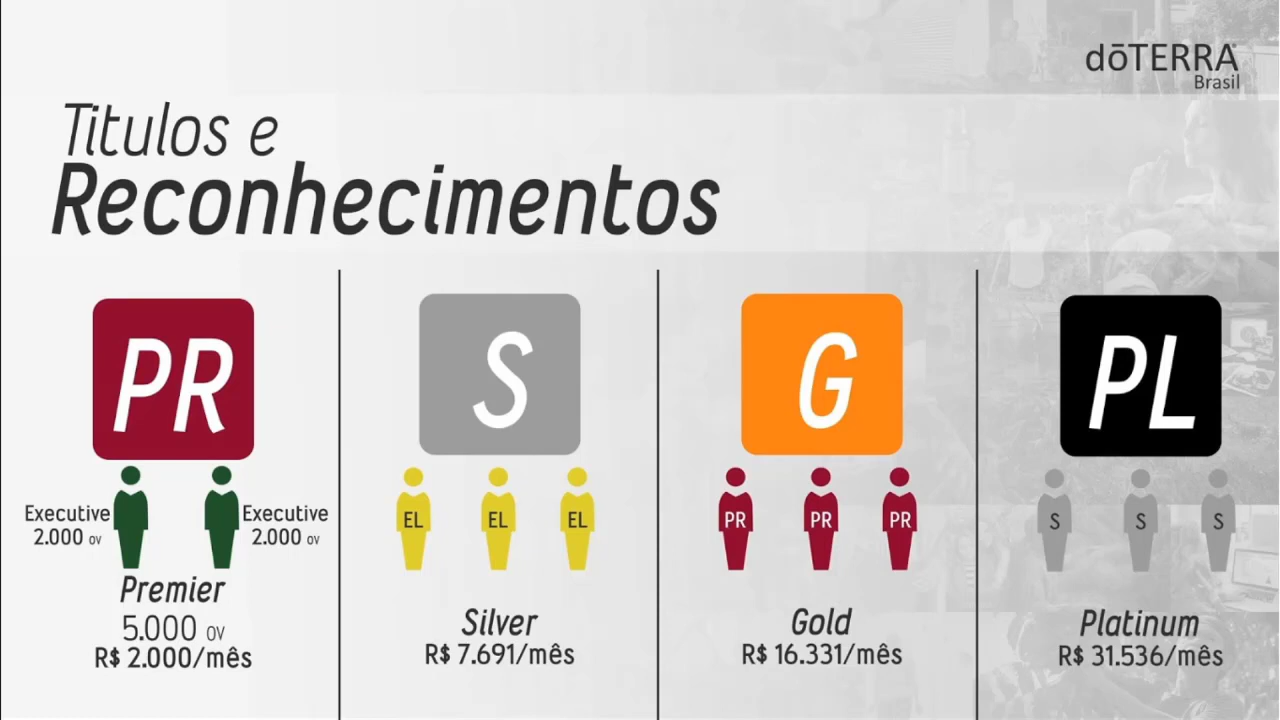 dōTERRA
Brasil
Titulos e
Reconhecimentos
PR
Executive
2.000 OV
Executive
2.000 OV
Premier
5.000 OV
R$ 2.000/mês
S
EL EL EL
Silver
R$ 7.691/mês
G
PR PR PR
Gold
R$ 16.331/mês
PL
S S S
Platinum
R$ 31.536/mês